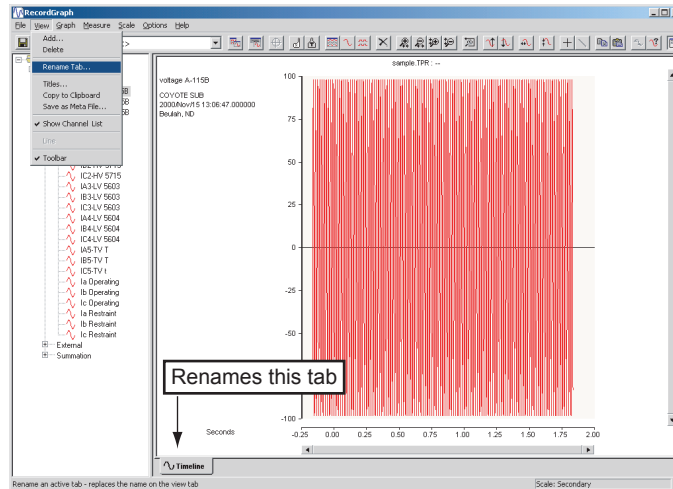 RecordGraph
File View Graph Measure Scale Options Help
Add...
Delete
Rename Tab...
Titles...
Copy to Clipboard
Save as Meta File...
Show Channel List
Line
Toolbar
IC2-HV 5715
IA3-LV 5603
IB3-LV 5603
IC3-LV 5603
IA4-LV 5604
IB4-LV 5604
IC4-LV 5604
IA5-TV T
IB5-TV T
IC5-TV t
Ia Operating
Ib Operating
Ic Operating
Ia Restraint
Ib Restraint
Ic Restraint
External
Summation
sample.TPR : --
voltage A-115B
COYOTE SUB
2000/Nov/15 13:06:47.000000
Beulah, ND
100
75
50
25
0
-25
-50
-100
Renames this tab
Seconds
-0.25 0.00 0.25 0.50 0.75 1.00 1.25 1.50 1.75 2.00
Timeline
Rename an active tab - replaces the name on the view tab
Scale: Secondary